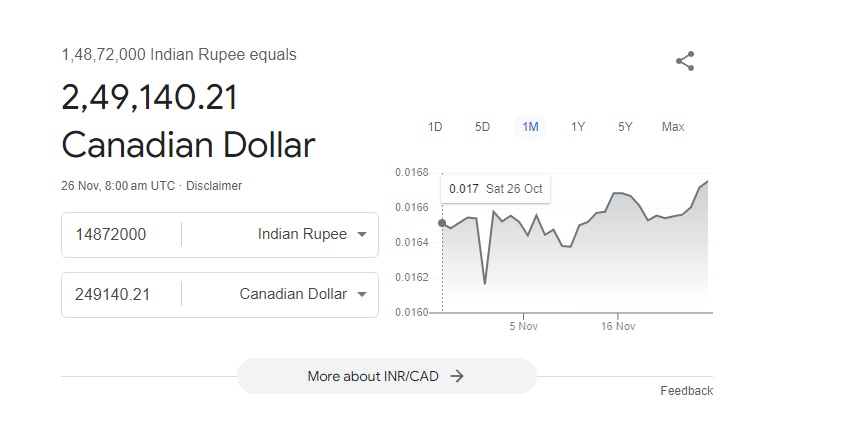 1,48,72,000 Indian Rupee equals
2,49,140.21
Canadian Dollar
26 Nov, 8:00 am UTC · Disclaimer
14872000 Indian Rupee
249140.21 Canadian Dollar
1D 5D 1M 1Y 5Y Max
0.0168
0.017 Sat 26 Oct
0.0166
0.0164
0.0162
0.0160
5 Nov 16 Nov
More about INR/CAD
Feedback